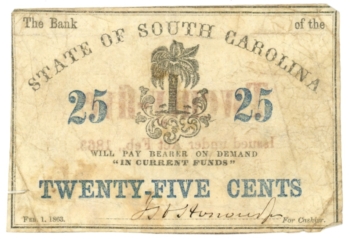 The Bank of the
STATE OF SOUTH CAROLINA
25 25
WILL PAY BEARER ON DEMAND
"IN CURRENT FUNDS"
TWENTY-FIVE CENTS
FEB. 1, 1863. For Cashier.